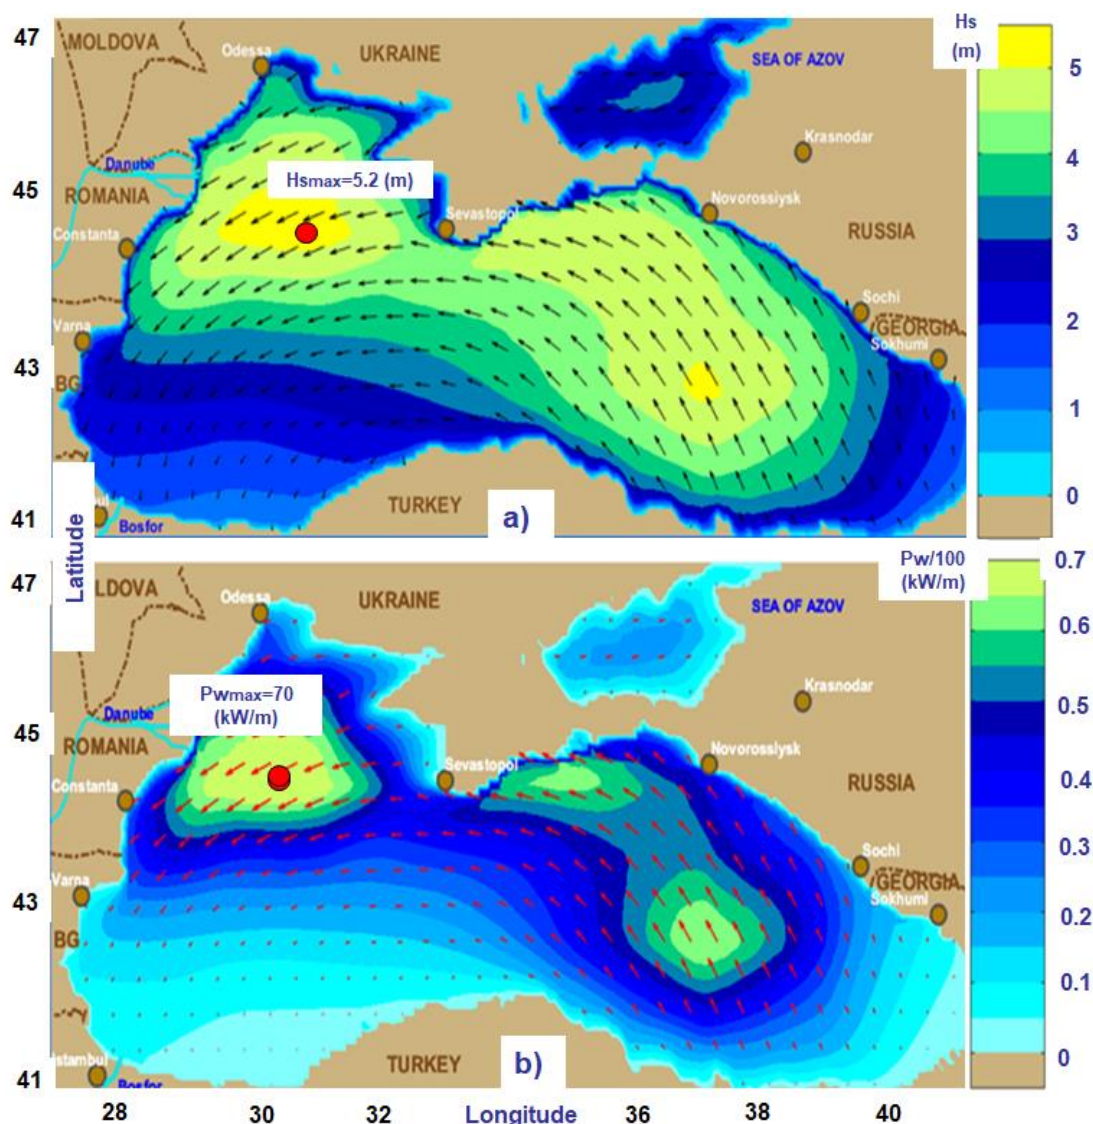 47
MOLDOVA
Odessa
UKRAINE
SEA OF AZOV
Hs
(m)
5
Krasnodar
Danube
Hsmax=5.2 (m)
4
45
ROMANIA
Sevastopol
Novorossiysk
Constanta
RUSSIA
3
Sochi
GEORGIA
Varna
2
Sokhumi
43
BG
1
TURKEY
0
41
Bosfor
a)
Latitude
Pw/100
(kW/m)
0.7
47
Odessa
UKRAINE
SEA OF AZOV
0.6
Pwmax=70
(kW/m)
Krasnodar
Danube
0.5
45
ROMANIA
Sevastopol
Novorossiysk
Constanta
RUSSIA
0.4
Sochi
0.3
GEORGIA
Varna
43
Sokhumi
0.2
BG
0.1
TURKEY
b)
0
41
Bosfor
28
30
32
Longitude
36
38
40